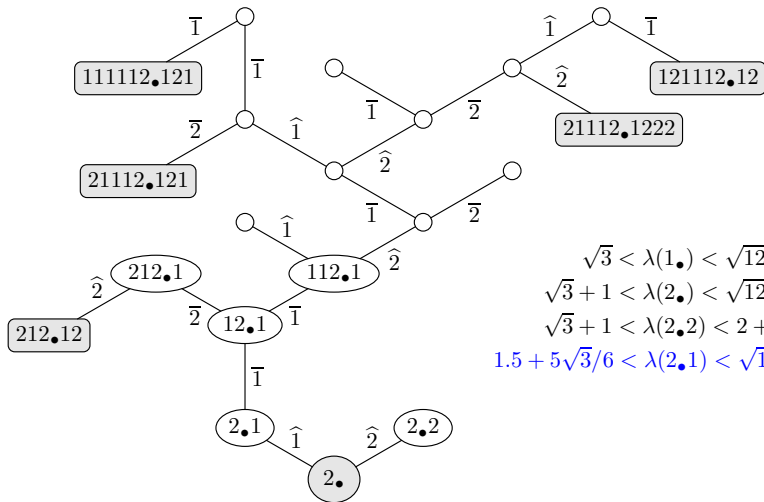 1̅ 1̂ 1̅
111112•121 1̅ 2̂ 121112•12
1̅ 2̅
2̅ 1̂ 21112•1222
2̂
21112•121
1̅ 2̅
1̂
212•1 112•1 2̂
√3 < λ(1•) < √12
2̂
√3 + 1 < λ(2•) < √12
2̅ 1̅
212•12 12•1
√3 + 1 < λ(2•2) < 2 +
1.5 + 5√3/6 < λ(2•1) < √1
1̅
2•1 2•2
1̂ 2̂
2•